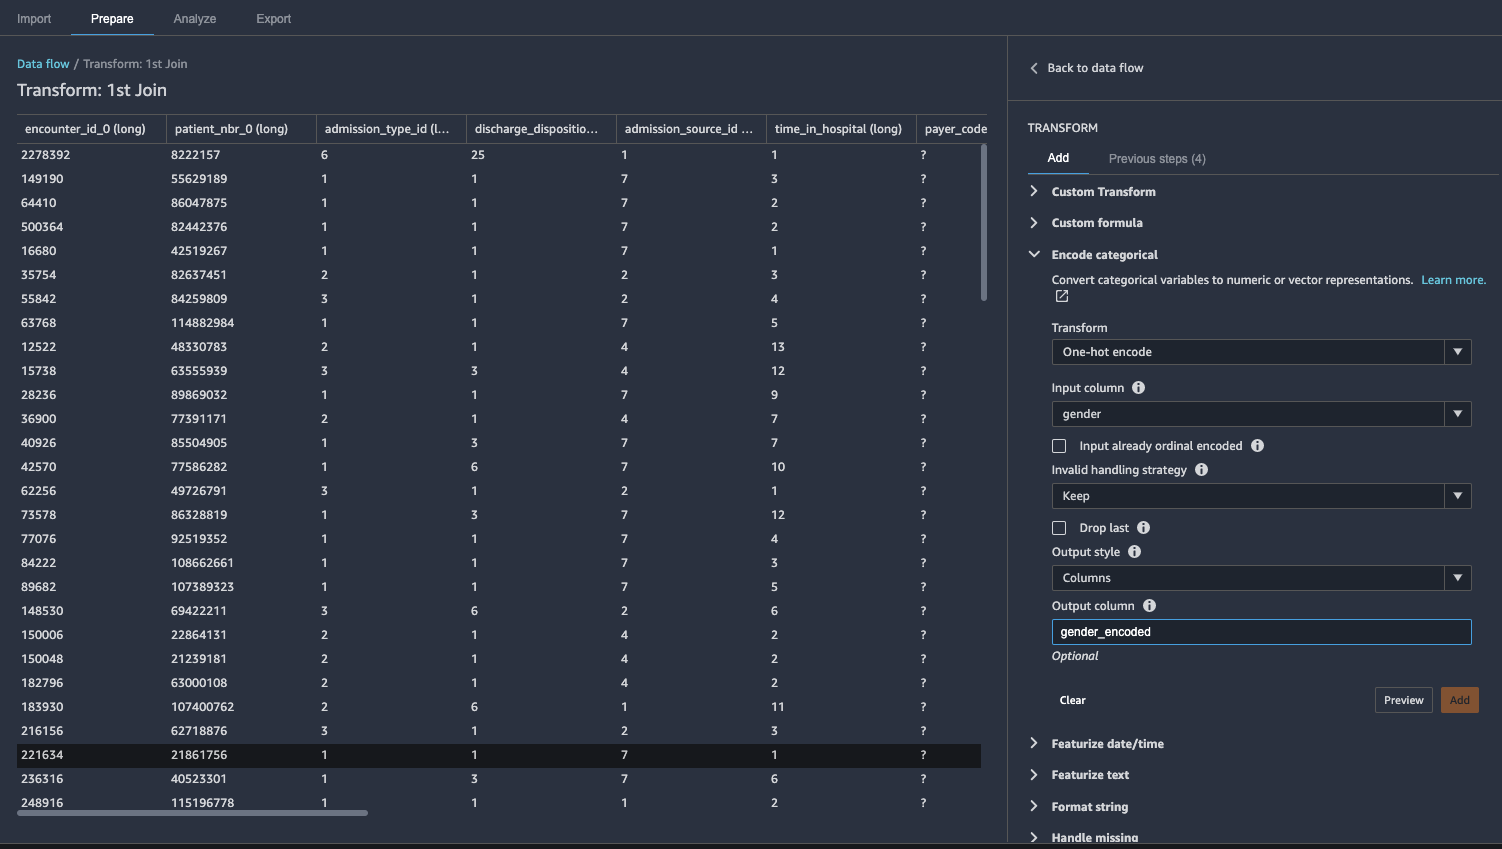 Import Prepare Analyze Export
Data flow / Transform: 1st Join
Transform: 1st Join
encounter_id_0 (long) patient_nbr_0 (long) admission_type_id (l... discharge_dispositio... admission_source_id ... time_in_hospital (long) payer_code
2278392 8222157 6 25 1 1 ?
149190 55629189 1 1 7 3 ?
64410 86047875 1 1 7 2 ?
500364 82442376 1 1 7 2 ?
16680 42519267 1 1 7 1 ?
35754 82637451 2 1 2 3 ?
55842 84259809 3 1 2 4 ?
63768 114882984 1 1 7 5 ?
12522 48330783 2 1 4 13 ?
15738 63555939 3 3 4 12 ?
28236 89869032 1 1 7 9 ?
36900 77391171 2 1 4 7 ?
40926 85504905 1 3 7 7 ?
42570 77586282 1 6 7 10 ?
62256 49726791 3 1 2 1 ?
73578 86328819 1 3 7 12 ?
77076 92519352 1 1 7 4 ?
84222 108662661 1 1 7 3 ?
89682 107389323 1 1 7 5 ?
148530 69422211 3 6 2 6 ?
150006 22864131 2 1 4 2 ?
150048 21239181 2 1 4 2 ?
182796 63000108 2 1 4 2 ?
183930 107400762 2 6 1 11 ?
216156 62718876 3 1 2 3 ?
221634 21861756 1 1 7 1 ?
236316 40523301 1 3 7 6 ?
248916 115196778 1 1 1 2 ?
Back to data flow
TRANSFORM
Add Previous steps (4)
Custom Transform
Custom formula
Encode categorical
Convert categorical variables to numeric or vector representations. Learn more.
Transform
One-hot encode
Input column
gender
Input already ordinal encoded
Invalid handling strategy
Keep
Drop last
Output style
Columns
Output column
gender_encoded
Optional
Clear Preview Add
Featurize date/time
Featurize text
Format string
Handle missing